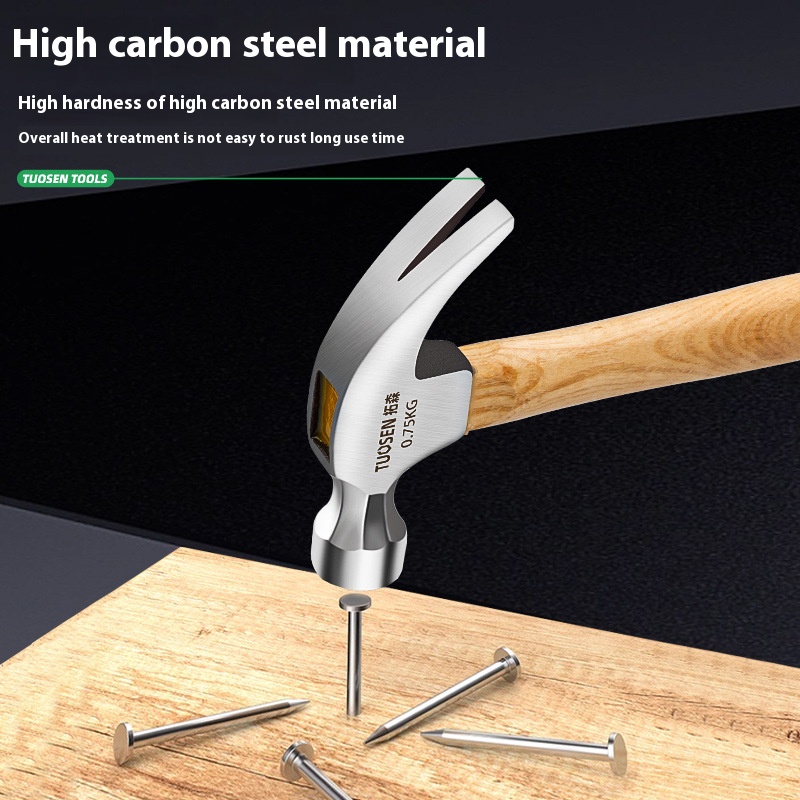 High carbon steel material
High hardness of high carbon steel material
Overall heat treatment is not easy to rust long use time
TUOSEN TOOLS
TUOSEN 拓森
0.75KG